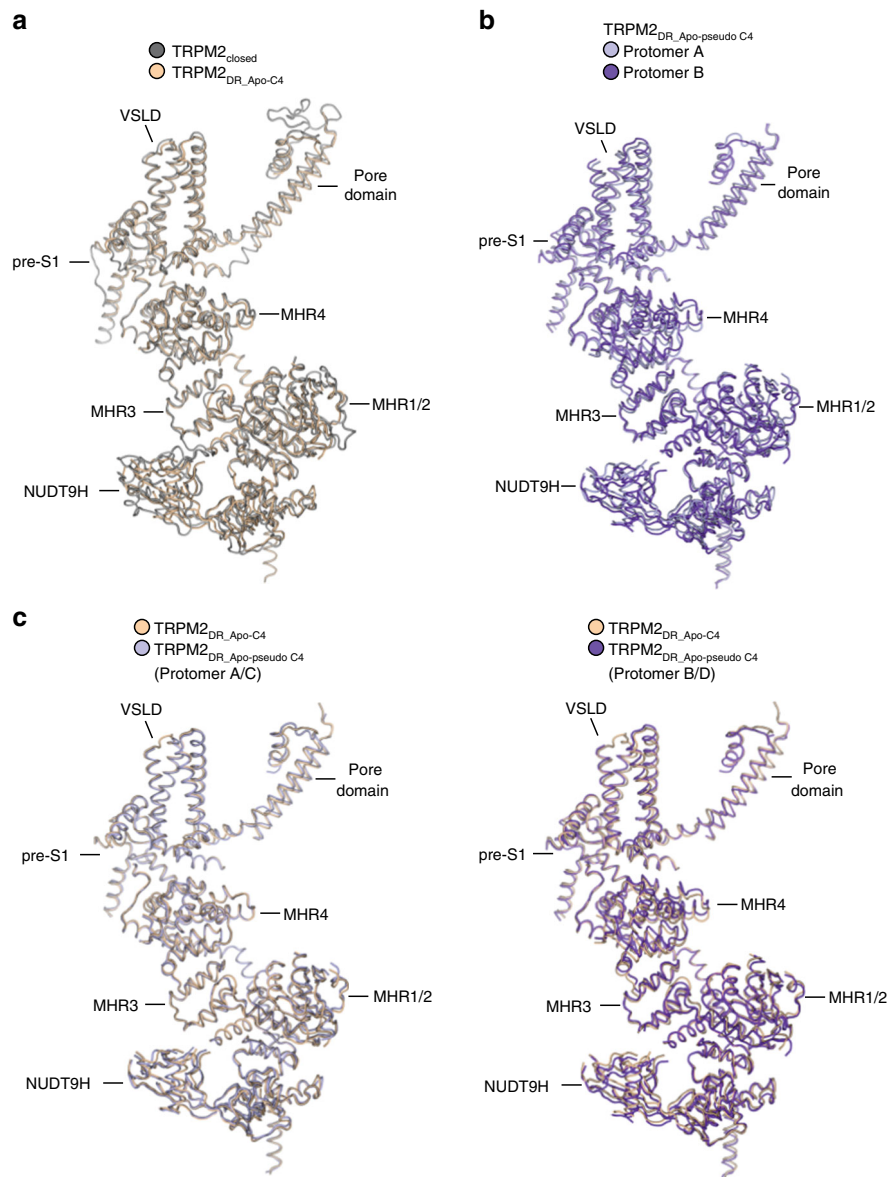 a
TRPM2closed
TRPM2DR_Apo-C4
VSLD
Pore
domain
pre-S1
MHR4
MHR3
MHR1/2
NUDT9H
b
TRPM2DR_Apo-pseudo C4
Protomer A
Protomer B
VSLD
Pore
domain
pre-S1
MHR4
MHR3
MHR1/2
NUDT9H
c
TRPM2DR_Apo-C4
TRPM2DR_Apo-pseudo C4
(Protomer A/C)
VSLD
Pore
domain
pre-S1
MHR4
MHR3
MHR1/2
NUDT9H
TRPM2DR_Apo-C4
TRPM2DR_Apo-pseudo C4
(Protomer B/D)
VSLD
Pore
domain
pre-S1
MHR4
MHR3
MHR1/2
NUDT9H